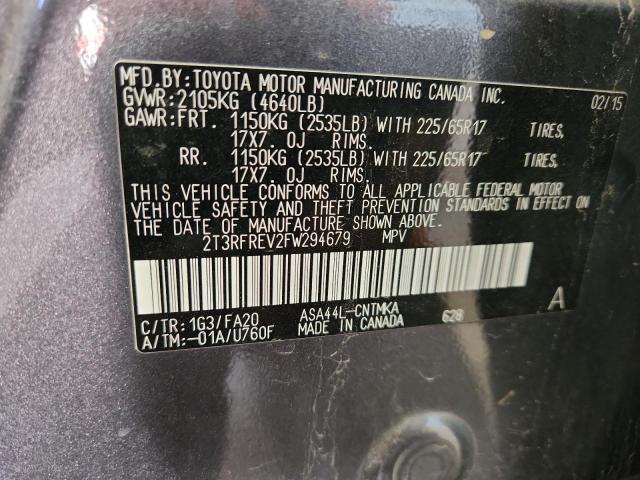 MFD.BY:TOYOTA MOTOR MANUFACTURING CANADA INC.
GVWR:2105KG (4640LB) 02/15
GAWR:FRT. 1150KG (2535LB) WITH 225/65R17 TIRES,
17X7.0J RIMS.
RR. 1150KG (2535LB) WITH 225/65R17 TIRES,
17X7.0J RIMS.
THIS VEHICLE CONFORMS TO ALL APPLICABLE FEDERAL MOTOR
VEHICLE SAFETY AND THEFT PREVENTION STANDARDS IN EFFECT ON
THE DATE OF MANUFACTURE SHOWN ABOVE.
2T3RFREV2FW294679 MPV
C/TR:1G3/FA20 ASA44L-CNTMKA 628 A
A/TM:-01A/U760F MADE IN CANADA